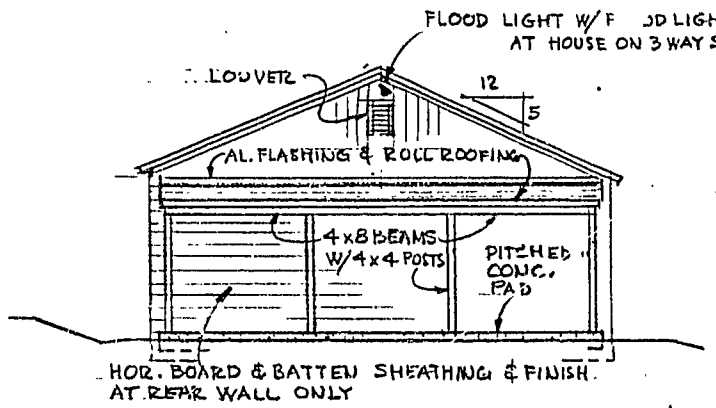 FLOOD LIGHT W/
AT HOUSE ON 3 WAY S
LOUVER
12
5
AL. FLASHING & ROLL ROOFING
4x8 BEAMS
W/4x4 POSTS
PITCHED
CONC.
PAD
HOR. BOARD & BATTEN SHEATHING & FINISH.
AT REAR WALL ONLY